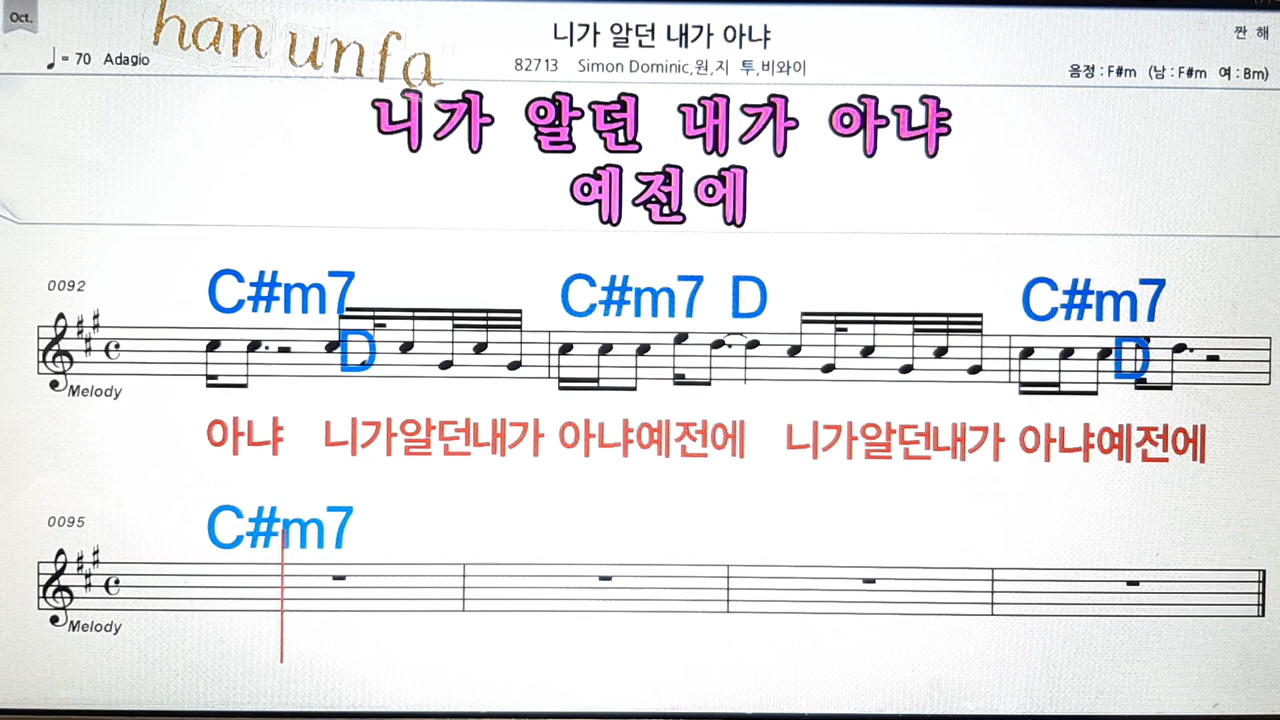 Oct.
han unfa
니가 알던 내가 아냐
짠 해
= 70 Adagio
82713 Simon Dominic,원,지 투,비와이
음정 : F#m (남 : F#m 여 : Bm)
니가 알던 내가 아냐
예전에
0092
C#m7 D C#m7 D C#m7 D
Melody
아냐 니가알던내가 아냐예전에 니가알던내가 아냐예전에
0095
C#m7
Melody